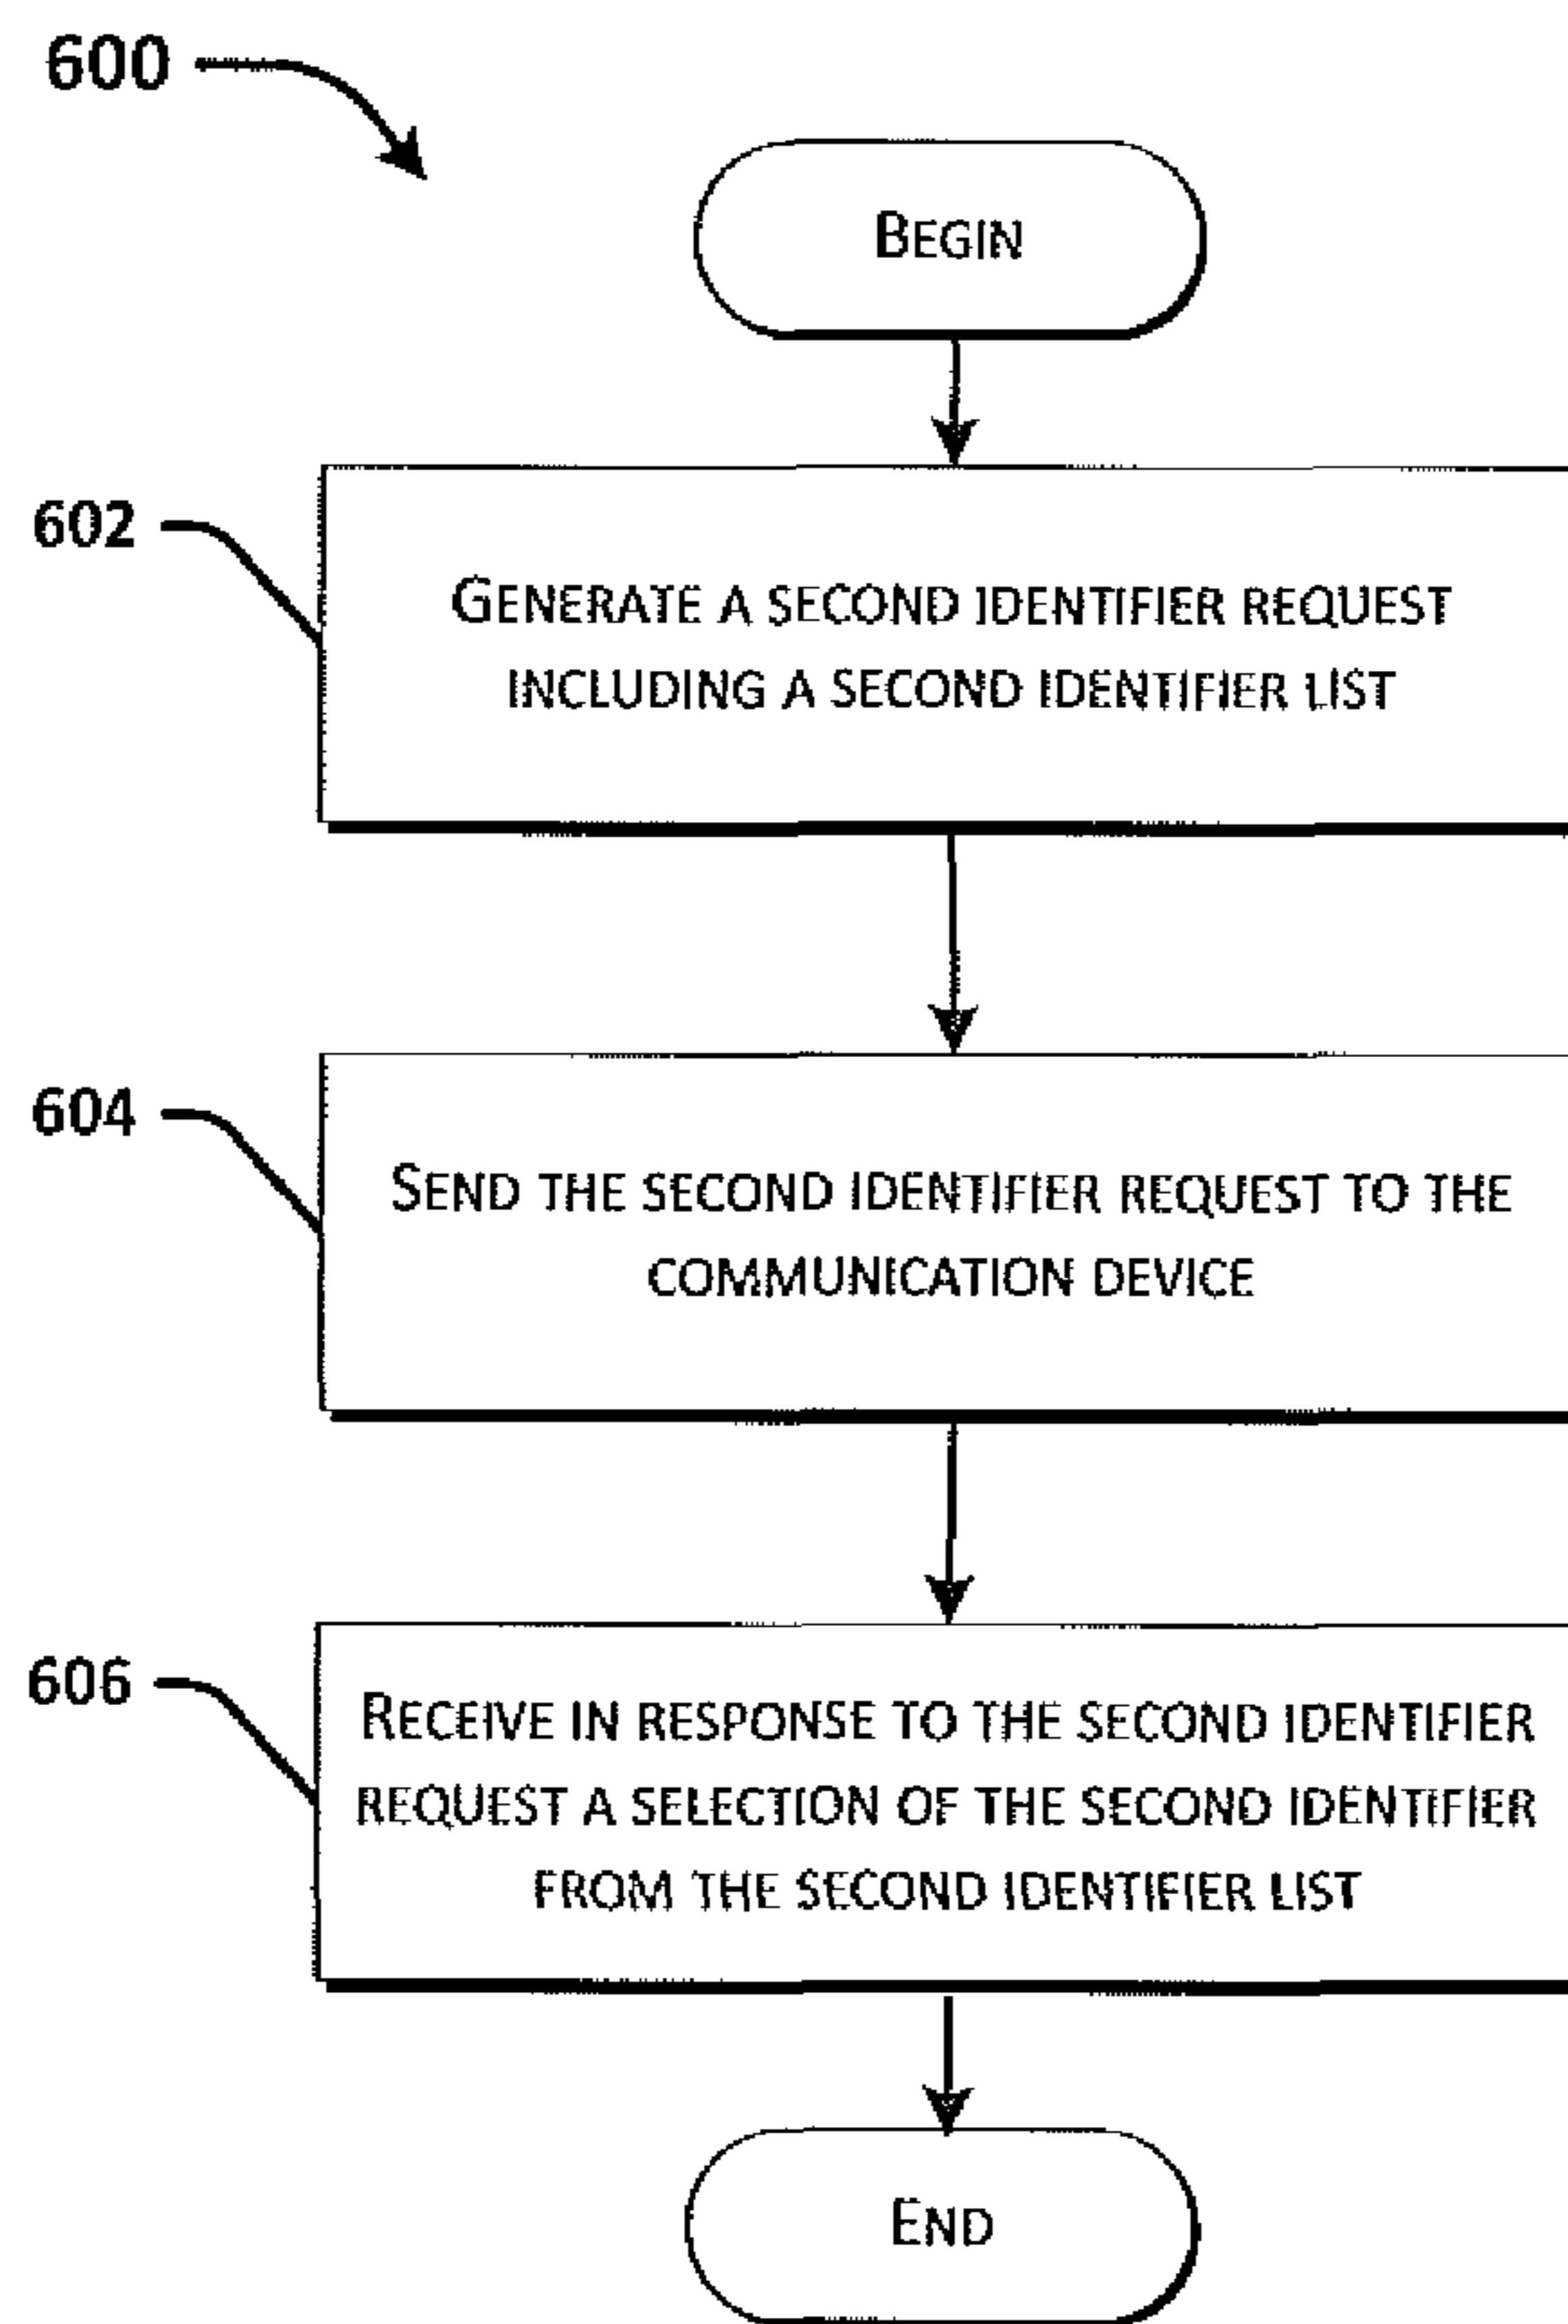 600
BEGIN
602
GENERATE A SECOND IDENTIFIER REQUEST
INCLUDING A SECOND IDENTIFIER LIST
604
SEND THE SECOND IDENTIFIER REQUEST TO THE
COMMUNICATION DEVICE
606
RECEIVE IN RESPONSE TO THE SECOND IDENTIFIER
REQUEST A SELECTION OF THE SECOND IDENTIFIER
FROM THE SECOND IDENTIFIER LIST
END